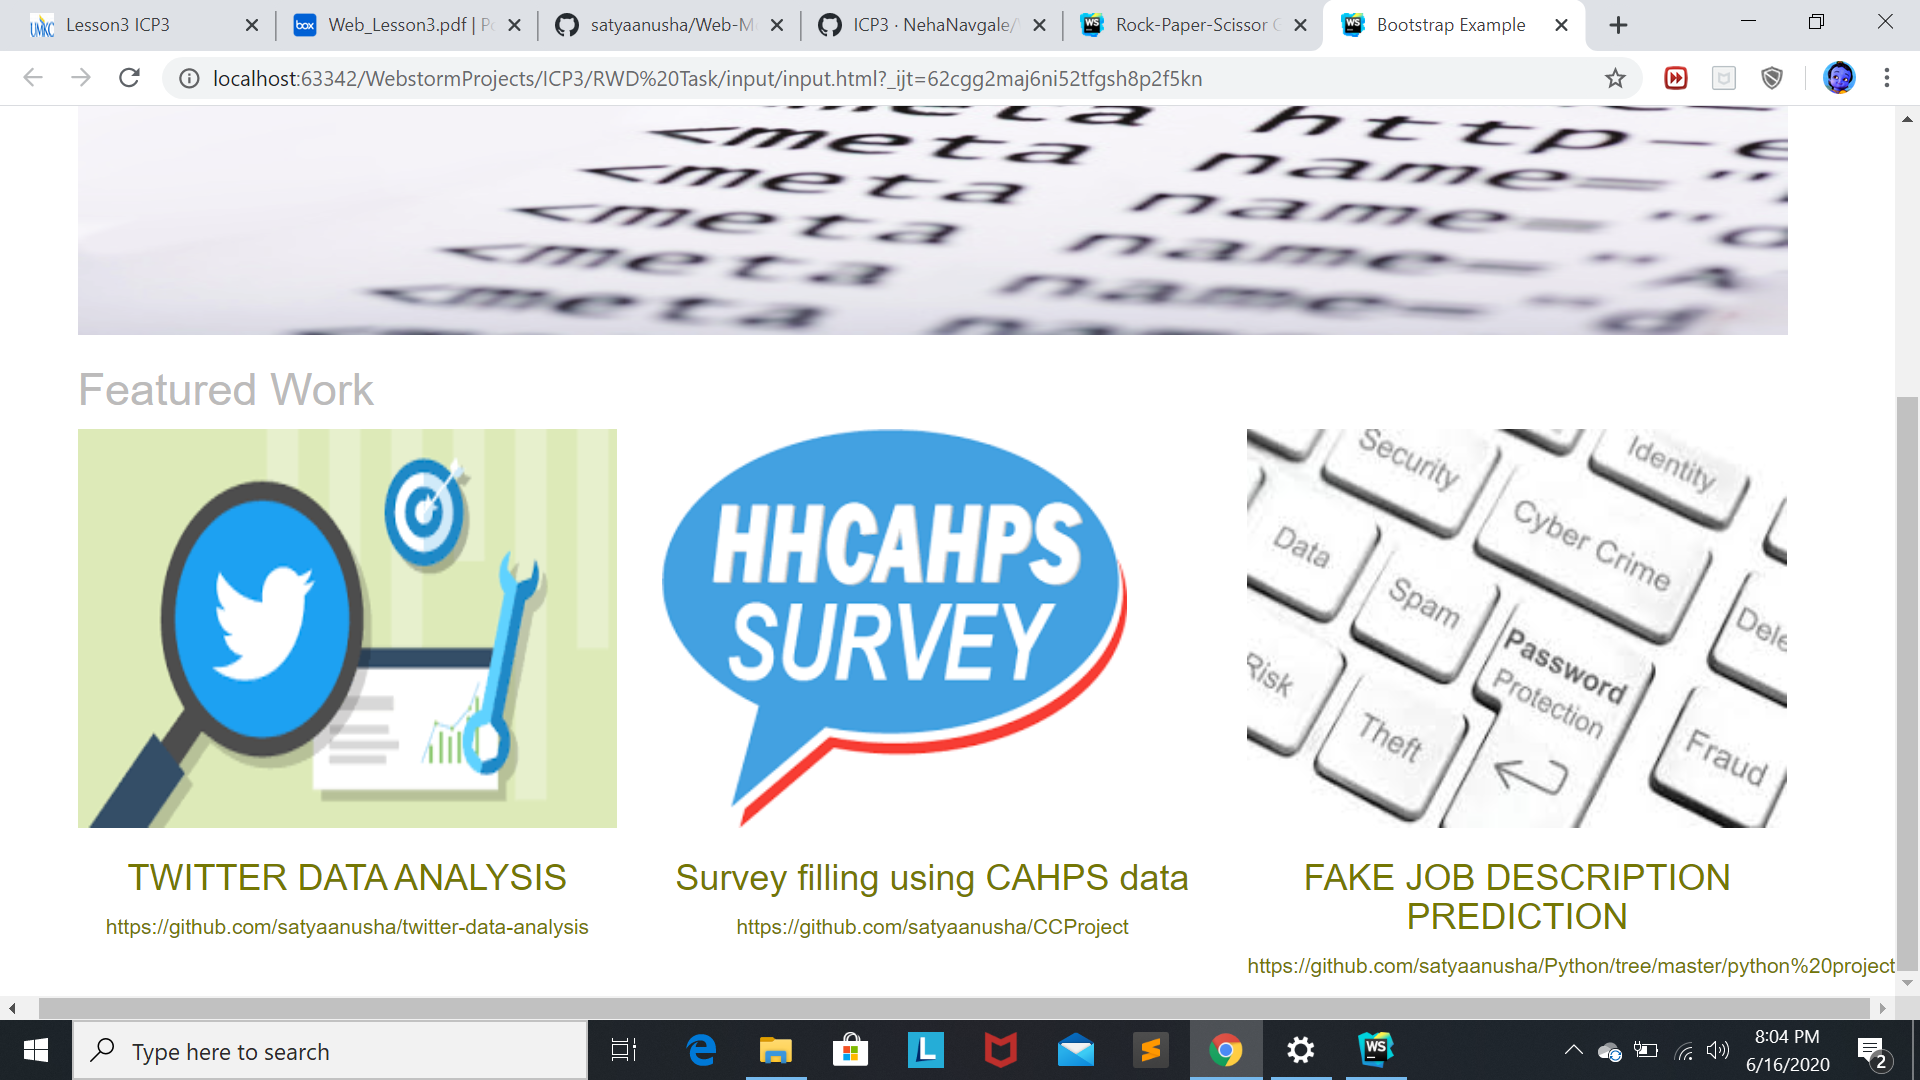 Lesson3 ICP3
box
Web_Lesson3.pdf | P
satyaanusha/Web-M
ICP3 · NehaNavgale/
WS
Rock-Paper-Scissor
WS
Bootstrap Example
localhost:63342/WebstormProjects/ICP3/RWD%20Task/input/input.html?_ijt=62cgg2maj6ni52tfgsh8p2f5kn
<meta http-e
<meta name="
<meta name="d
<meta name="A
<meta name="d
Featured Work
HHCAHPS
SURVEY
Security
Identity
Data
Cyber Crime
Spam
Dele
Risk
Password
Protection
Theft
Fraud
TWITTER DATA ANALYSIS
https://github.com/satyaanusha/twitter-data-analysis
Survey filling using CAHPS data
https://github.com/satyaanusha/CCProject
FAKE JOB DESCRIPTION
PREDICTION
https://github.com/satyaanusha/Python/tree/master/python%20project
Type here to search
L
WS
8:04 PM
6/16/2020
2